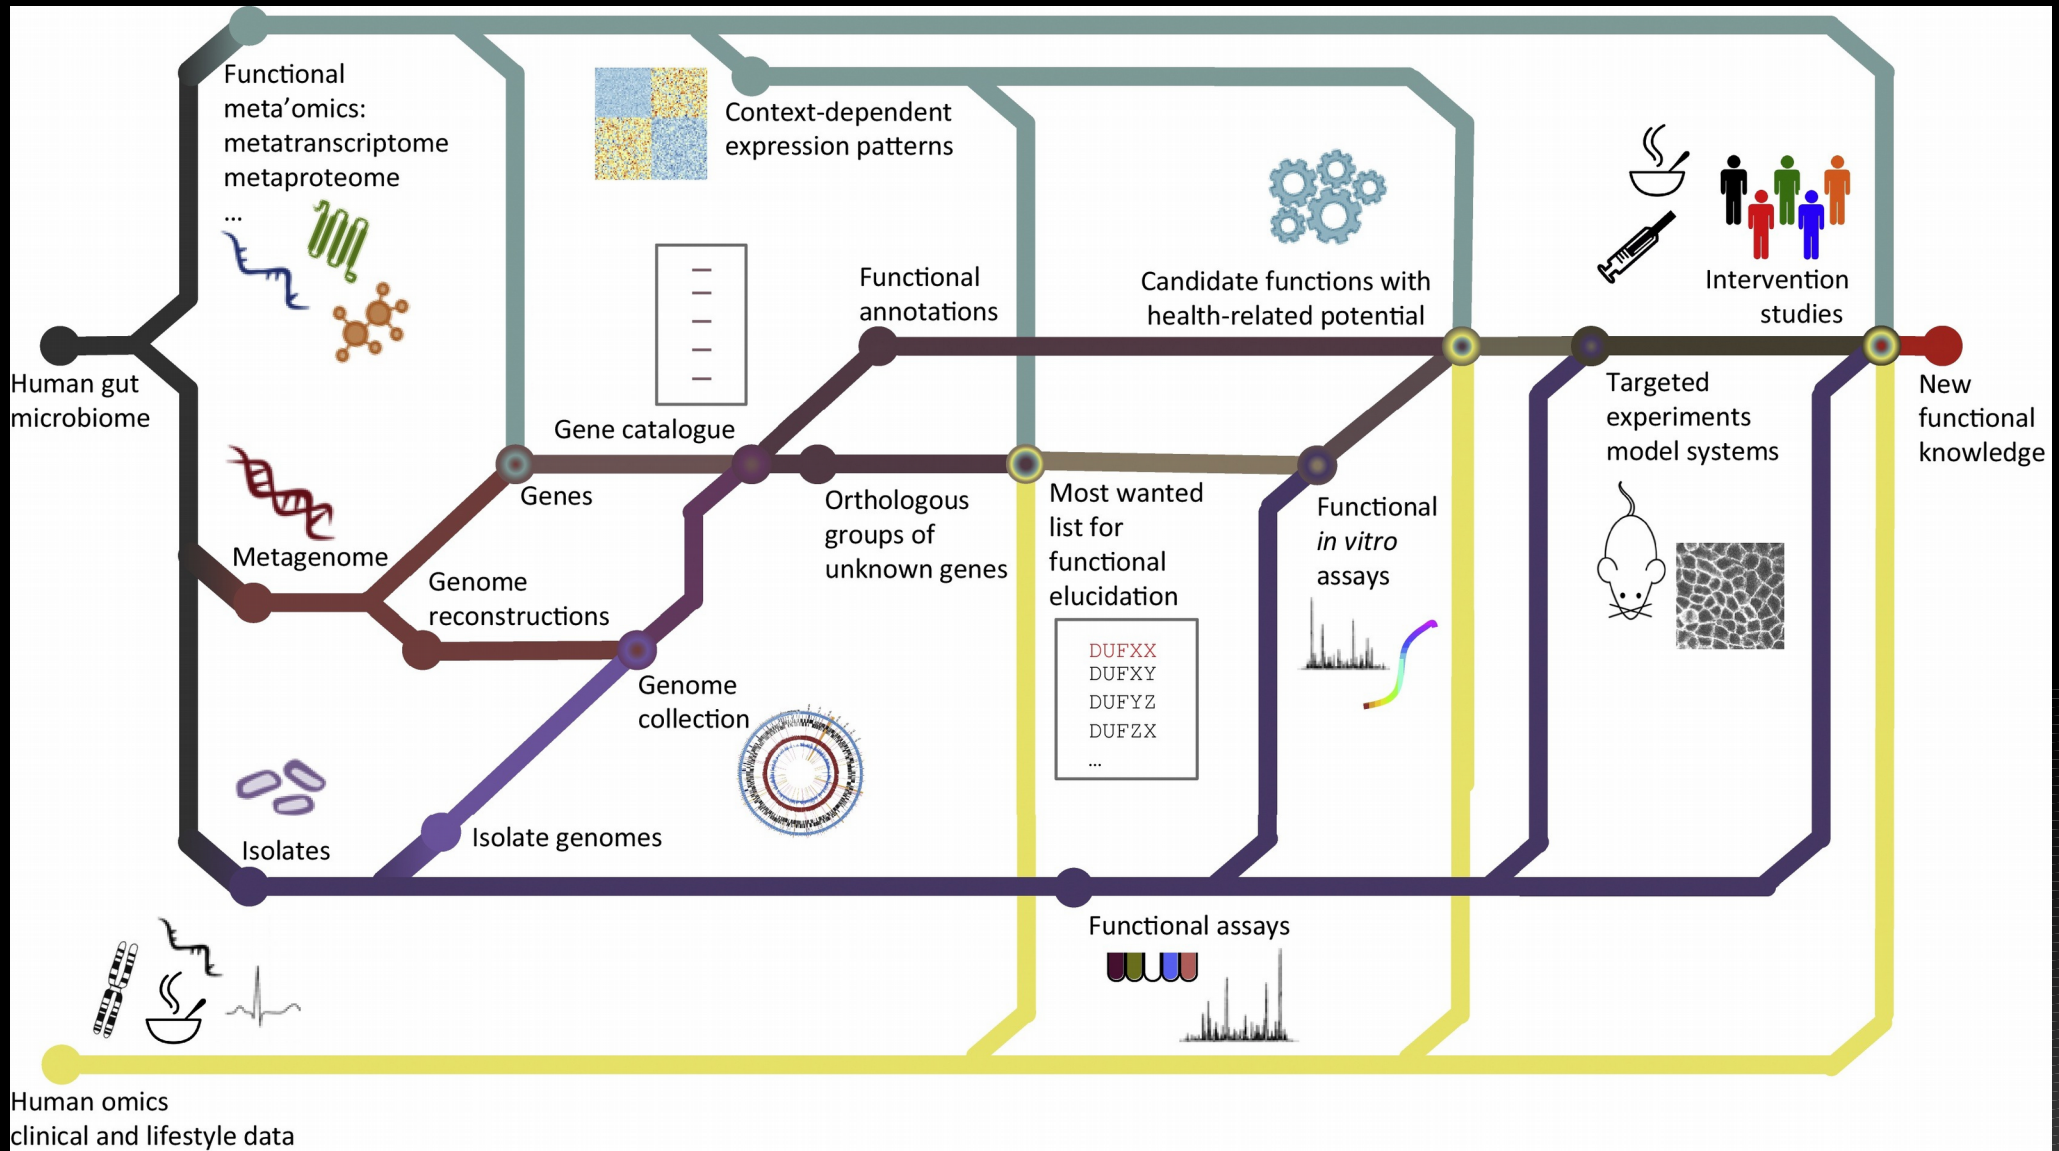 Functional
meta’omics:
metatranscriptome
metaproteome
...
Context-dependent
expression patterns
Functional
annotations
Candidate functions with
health-related potential
Intervention
studies
Human gut
microbiome
Gene catalogue
Genes
Metagenome
Genome
reconstructions
Orthologous
groups of
unknown genes
Most wanted
list for
functional
elucidation
DUFXX
DUFXY
DUFYZ
DUFZX
...
Functional
in vitro
assays
Targeted
experiments
model systems
New
functional
knowledge
Genome
collection
Isolates
Isolate genomes
Functional assays
Human omics
clinical and lifestyle data